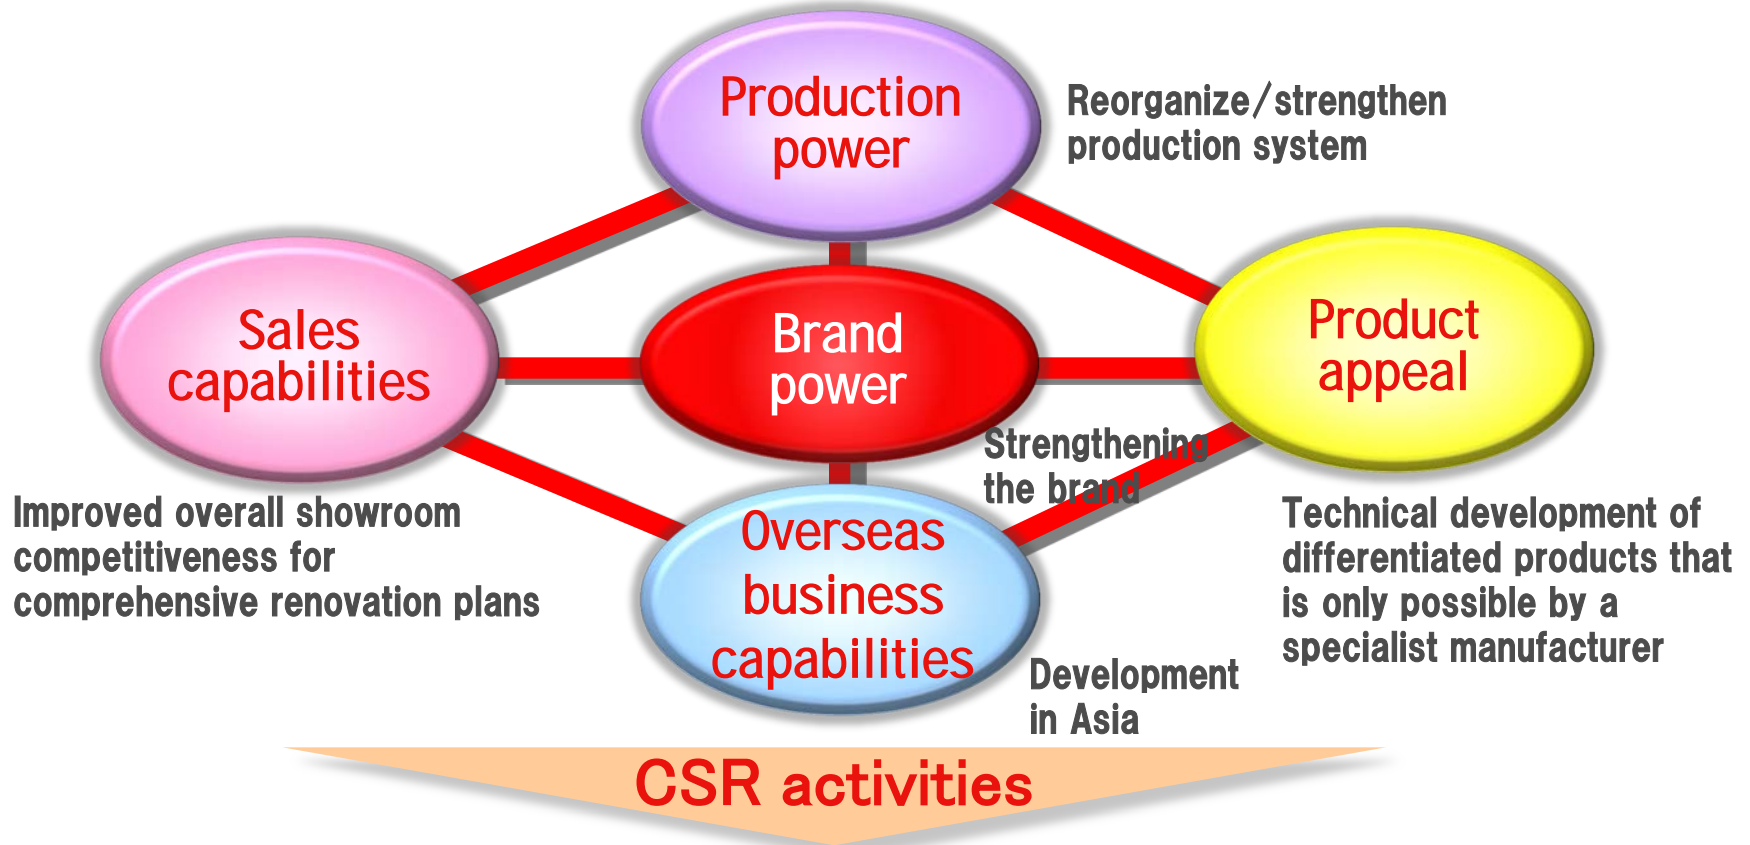 Production
power
Reorganize/strengthen
production system
Sales
capabilities
Improved overall showroom
competitiveness for
comprehensive renovation plans
Brand
power
Strengthening
the brand
Product
appeal
Technical development of
differentiated products that
is only possible by a
specialist manufacturer
Overseas
business
capabilities
Development
in Asia
CSR activities